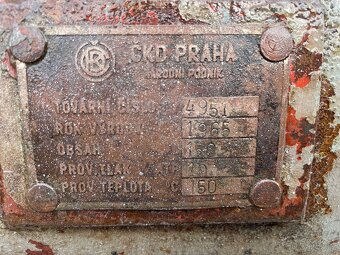 ČKD PRAHA
NÁRODNÍ PODNIK
TOVÁRNÍ ČÍSLO 4951
ROK VÝROBY 1965
OBSAH
PROV. TLAK
PROV. TEPLOTA °C 150